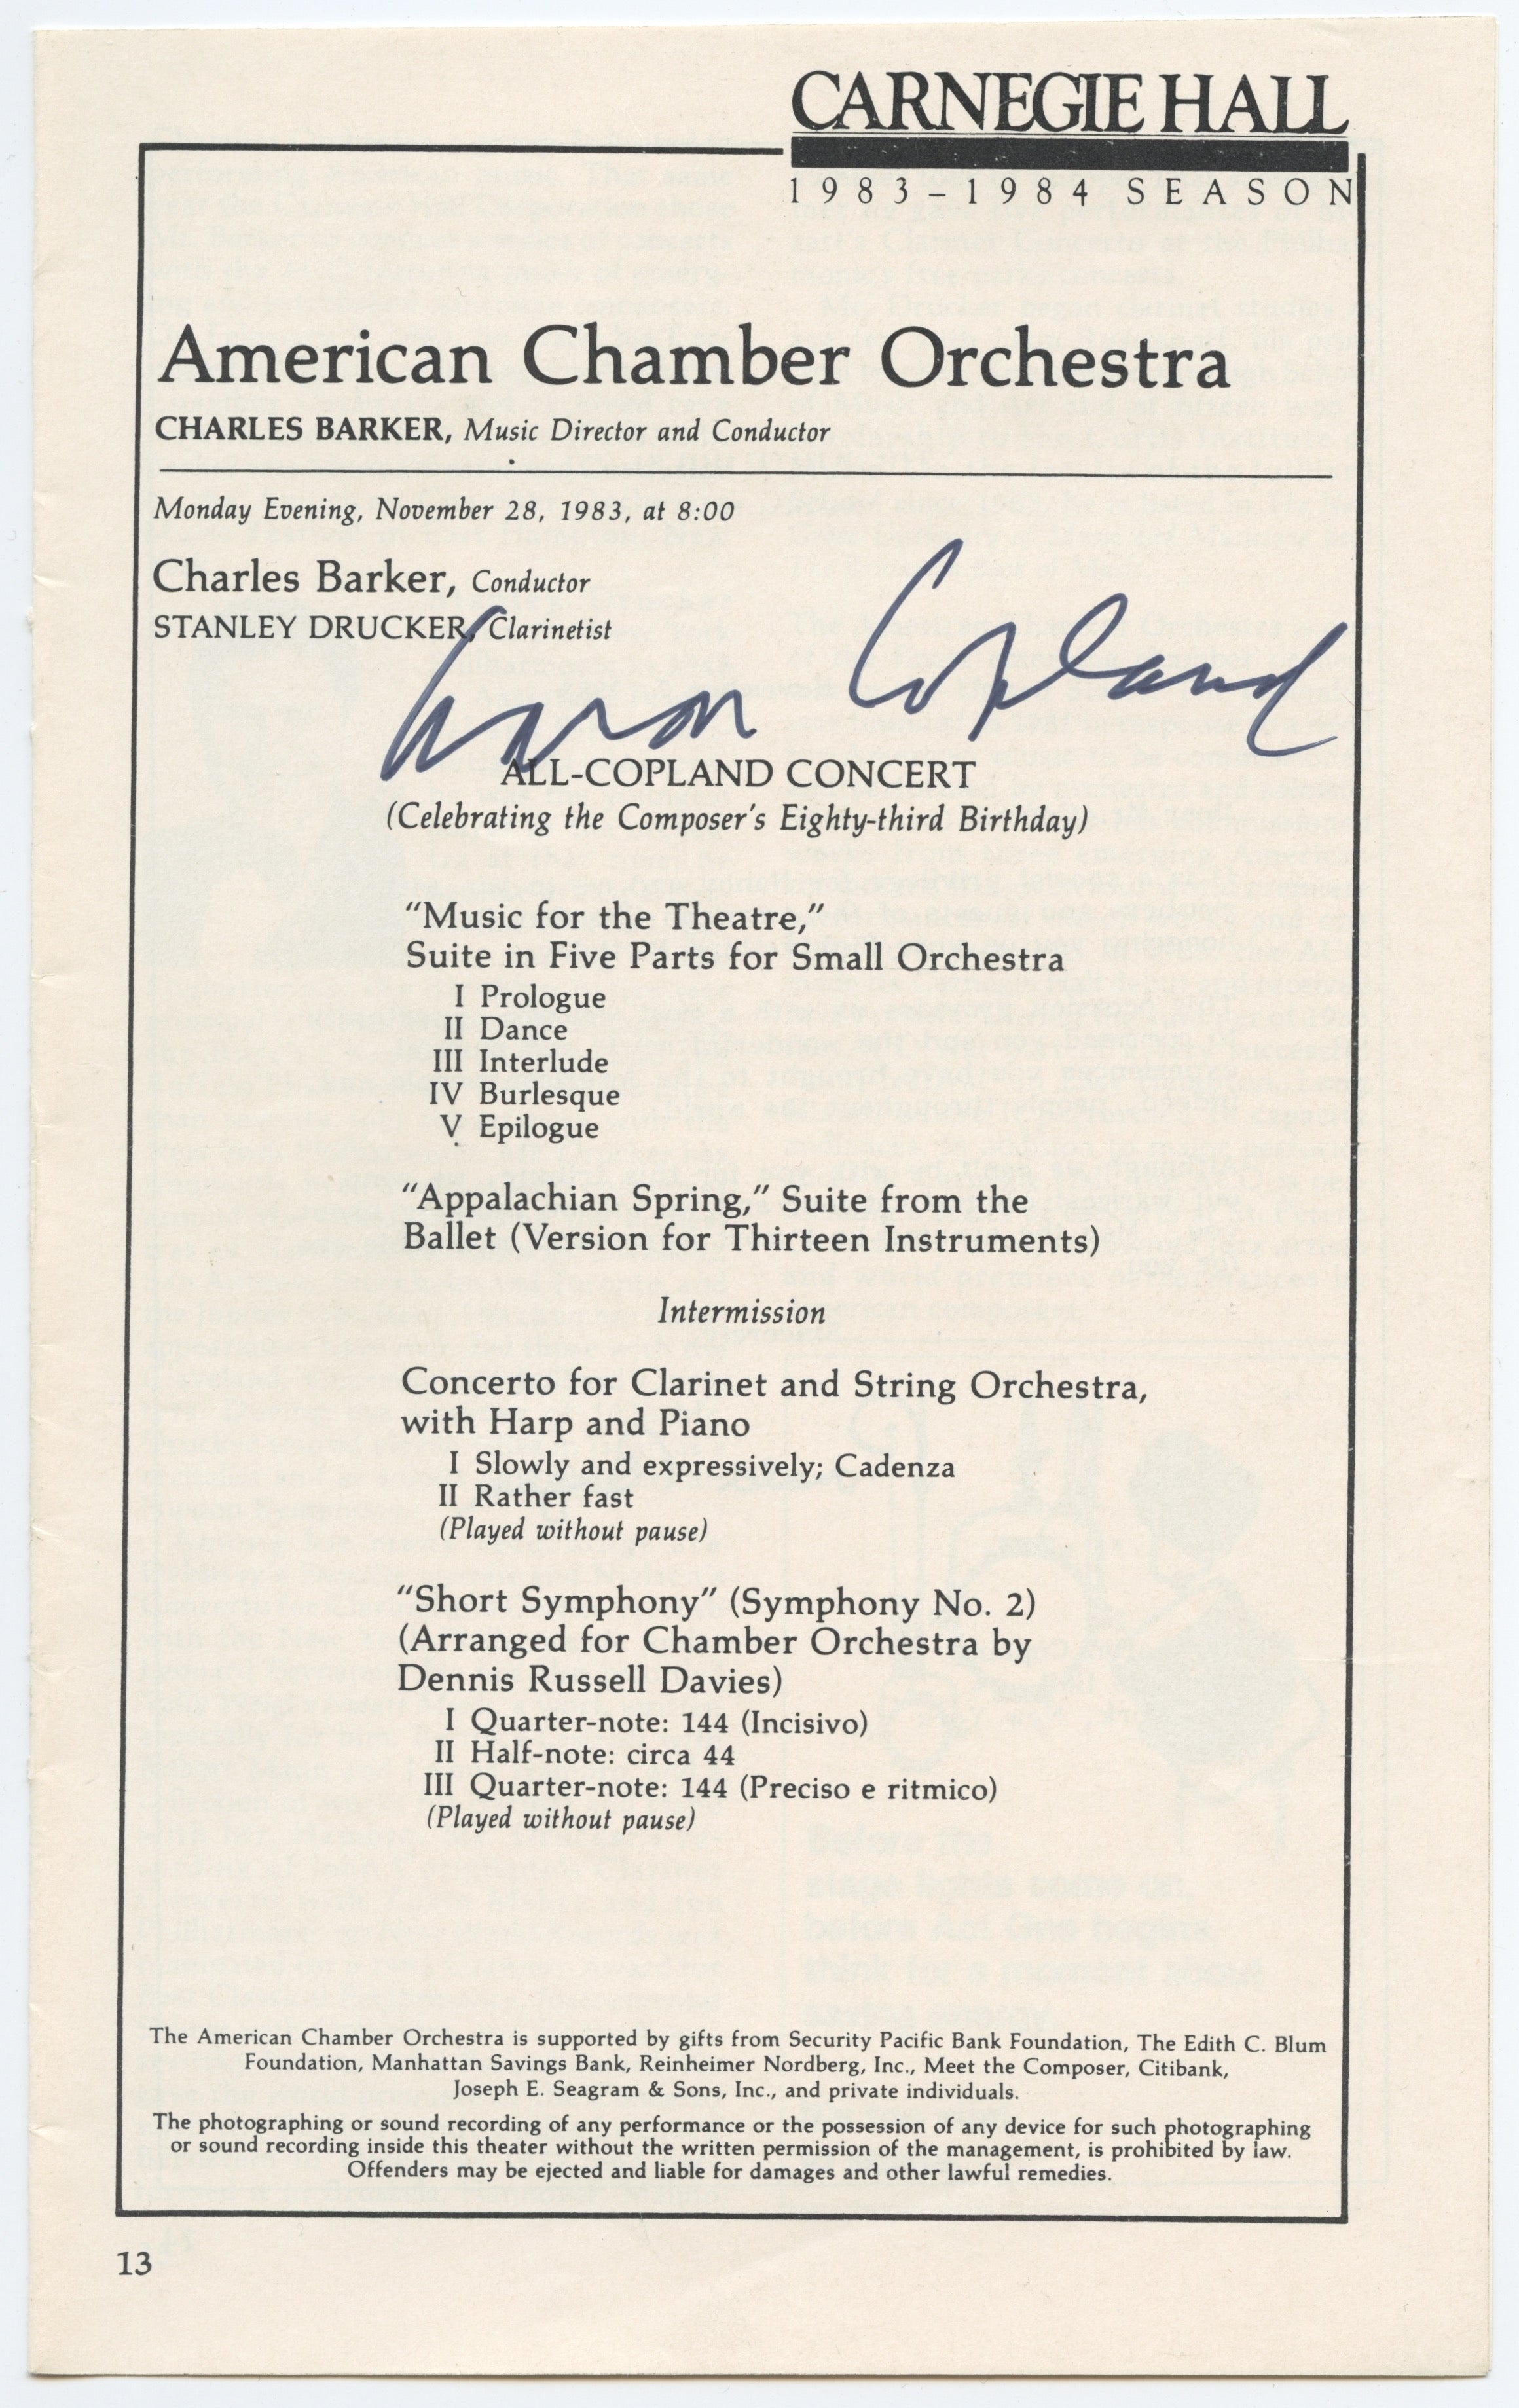 CARNEGIE HALL
1983–1984 SEASON
American Chamber Orchestra
CHARLES BARKER, Music Director and Conductor
Monday Evening, November 28, 1983, at 8:00
Charles Barker, Conductor
STANLEY DRUCKER, Clarinetist
Aaron Copland
ALL-COPLAND CONCERT
(Celebrating the Composer's Eighty-third Birthday)
“Music for the Theatre,”
Suite in Five Parts for Small Orchestra
I Prologue
II Dance
III Interlude
IV Burlesque
V Epilogue
“Appalachian Spring,” Suite from the
Ballet (Version for Thirteen Instruments)
Intermission
Concerto for Clarinet and String Orchestra,
with Harp and Piano
I Slowly and expressively; Cadenza
II Rather fast
(Played without pause)
“Short Symphony” (Symphony No. 2)
(Arranged for Chamber Orchestra by
Dennis Russell Davies)
I Quarter-note: 144 (Incisivo)
II Half-note: circa 44
III Quarter-note: 144 (Preciso e ritmico)
(Played without pause)
The American Chamber Orchestra is supported by gifts from Security Pacific Bank Foundation, The Edith C. Blum
Foundation, Manhattan Savings Bank, Reinheimer Nordberg, Inc., Meet the Composer, Citibank,
Joseph E. Seagram & Sons, Inc., and private individuals.
The photographing or sound recording of any performance or the possession of any device for such photographing
or sound recording inside this theater without the written permission of the management, is prohibited by law.
Offenders may be ejected and liable for damages and other lawful remedies.
13